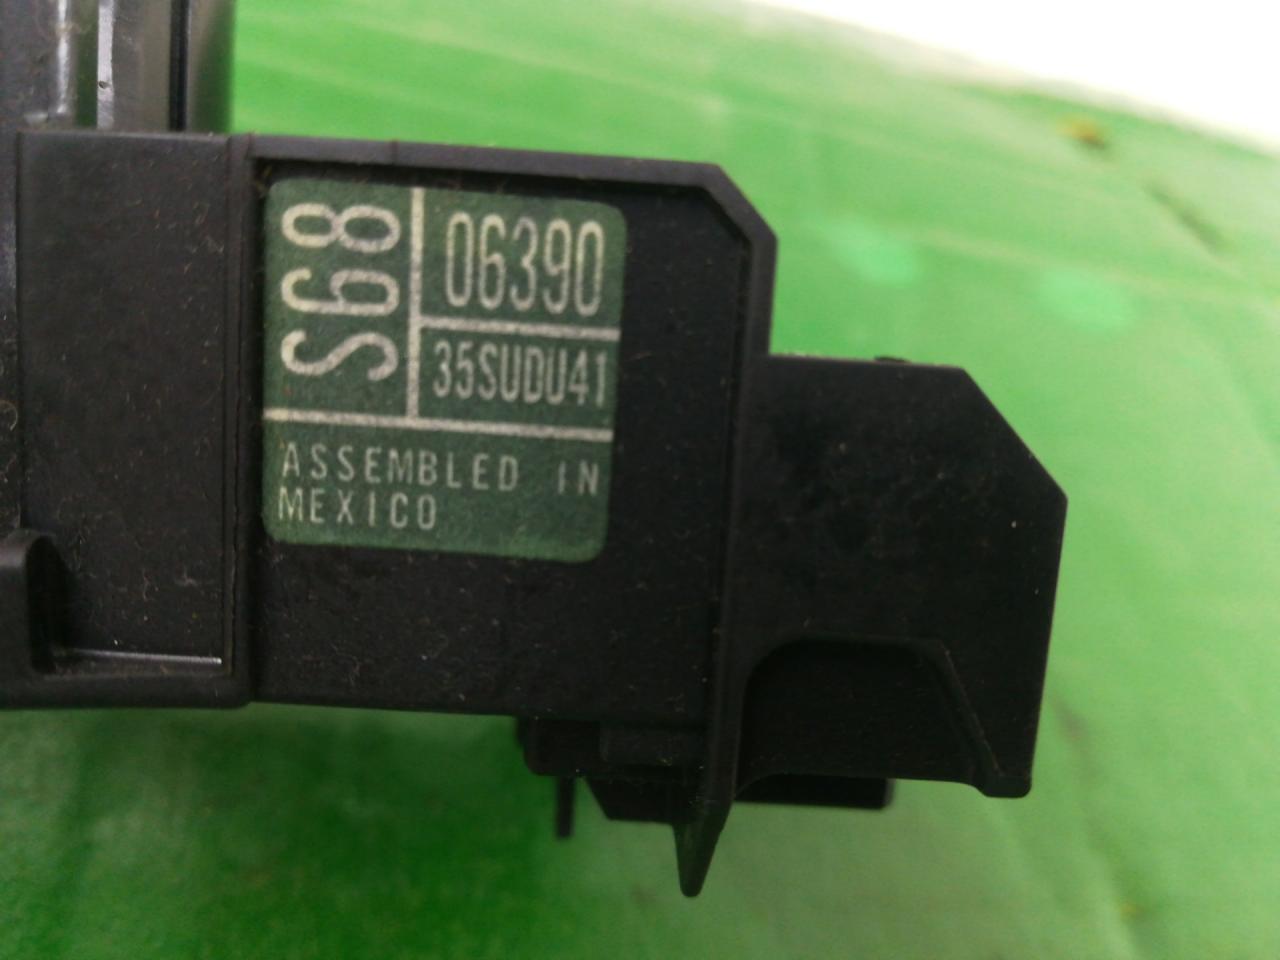 S68
06390
35SUDU41
ASSEMBLED IN
MEXICO